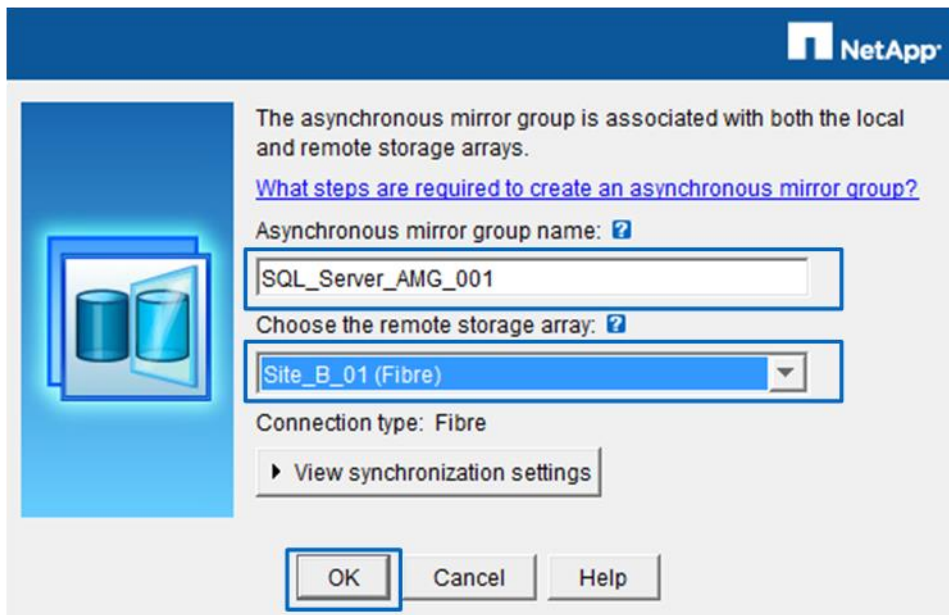 NetApp
The asynchronous mirror group is associated with both the local
and remote storage arrays.
What steps are required to create an asynchronous mirror group?
Asynchronous mirror group name: ?
SQL_Server_AMG_001
Choose the remote storage array: ?
Site_B_01 (Fibre)
Connection type: Fibre
View synchronization settings
OK Cancel Help